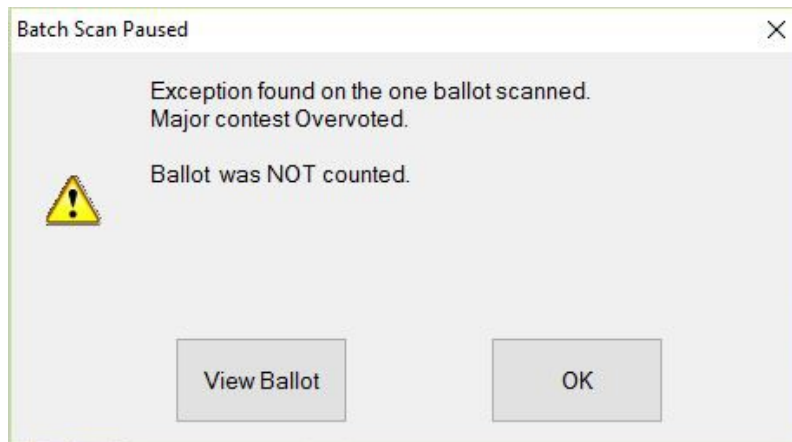 Batch Scan Paused
Exception found on the one ballot scanned.
Major contest Overvoted.
Ballot was NOT counted.
View Ballot
OK